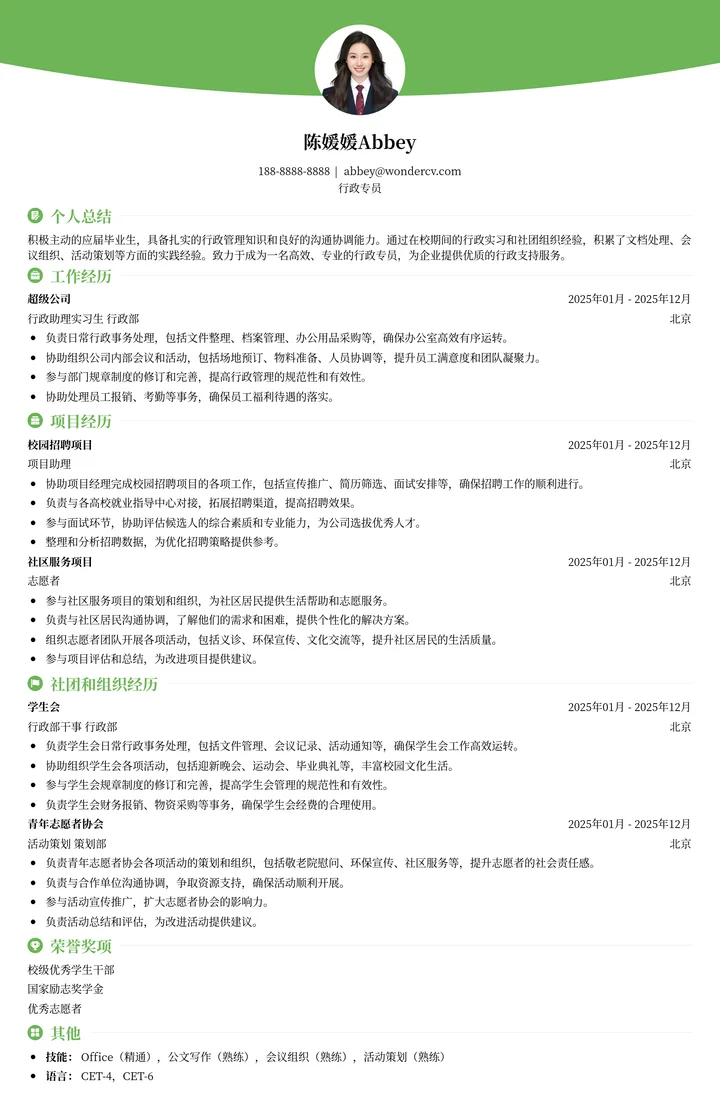 陈媛媛Abbey
188-8888-8888 | abbey@wondercv.com
行政专员
个人总结
积极主动的应届毕业生，具备扎实的行政管理知识和良好的沟通协调能力。通过在校期间的行政实习和社团组织经验，积累了文档处理、会
议组织、活动策划等方面的实践经验。致力于成为一名高效、专业的行政专员，为企业提供优质的行政支持服务。
工作经历
超级公司 2025年01月 - 2025年12月
行政助理实习生 行政部 北京
• 负责日常行政事务处理，包括文件整理、档案管理、办公用品采购等，确保办公室高效有序运转。
• 协助组织公司内部会议和活动，包括场地预订、物料准备、人员协调等，提升员工满意度和团队凝聚力。
• 参与部门规章制度的修订和完善，提高行政管理的规范性和有效性。
• 协助处理员工报销、考勤等事务，确保员工福利待遇的落实。
项目经历
校园招聘项目 2025年01月 - 2025年12月
项目助理 北京
• 协助项目经理完成校园招聘项目的各项工作，包括宣传推广、简历筛选、面试安排等，确保招聘工作的顺利进行。
• 负责与各高校就业指导中心对接，拓展招聘渠道，提高招聘效果。
• 参与面试环节，协助评估候选人的综合素质和专业能力，为公司选拔优秀人才。
• 整理和分析招聘数据，为优化招聘策略提供参考。
社区服务项目 2025年01月 - 2025年12月
志愿者 北京
• 参与社区服务项目的策划和组织，为社区居民提供生活帮助和志愿服务。
• 负责与社区居民沟通协调，了解他们的需求和困难，提供个性化的解决方案。
• 组织志愿者团队开展各项活动，包括义诊、环保宣传、文化交流等，提升社区居民的生活质量。
• 参与项目评估和总结，为改进项目提供建议。
社团和组织经历
学生会 2025年01月 - 2025年12月
行政部干事 行政部 北京
• 负责学生会日常行政事务处理，包括文件管理、会议记录、活动通知等，确保学生会工作高效运转。
• 协助组织学生会各项活动，包括迎新晚会、运动会、毕业典礼等，丰富校园文化生活。
• 参与学生会规章制度的修订和完善，提高学生会管理的规范性和有效性。
• 负责学生会财务报销、物资采购等事务，确保学生会经费的合理使用。
青年志愿者协会 2025年01月 - 2025年12月
活动策划 策划部 北京
• 负责青年志愿者协会各项活动的策划和组织，包括敬老院慰问、环保宣传、社区服务等，提升志愿者的社会责任感。
• 负责与合作单位沟通协调，争取资源支持，确保活动顺利开展。
• 参与活动宣传推广，扩大志愿者协会的影响力。
• 负责活动总结和评估，为改进活动提供建议。
荣誉奖项
校级优秀学生干部
国家励志奖学金
优秀志愿者
其他
• 技能： Office（精通），公文写作（熟练），会议组织（熟练），活动策划（熟练）
• 语言： CET-4，CET-6